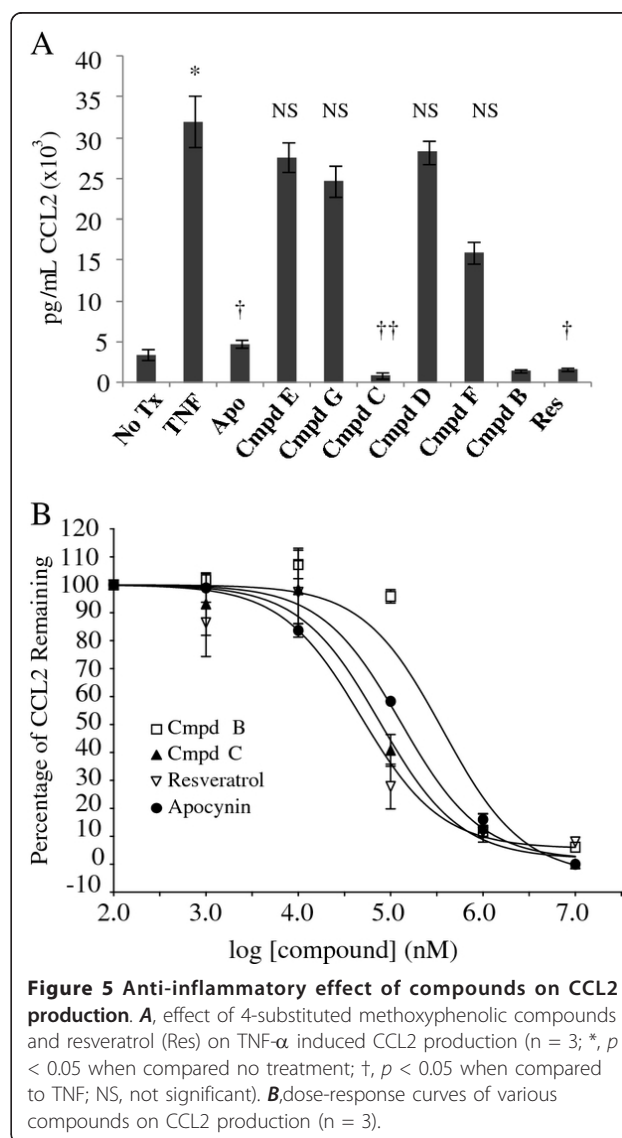 A
pg/mL CCL2 (x10³)
40
35
30
25
20
15
10
5
0
*
†
NS
NS
††
NS
NS
†
No Tx
TNF
Apo
Cmpd E
Cmpd G
Cmpd C
Cmpd D
Cmpd F
Cmpd B
Res
B
Percentage of CCL2 Remaining
120
110
100
90
80
70
60
50
40
30
20
10
0
-10
Cmpd B
Cmpd C
Resveratrol
Apocynin
2.0 3.0 4.0 5.0 6.0 7.0
log [compound] (nM)
Figure 5 Anti-inflammatory effect of compounds on CCL2
production. A, effect of 4-substituted methoxyphenolic compounds
and resveratrol (Res) on TNF-α induced CCL2 production (n = 3; *, p
< 0.05 when compared no treatment; †, p < 0.05 when compared
to TNF; NS, not significant). B,dose-response curves of various
compounds on CCL2 production (n = 3).